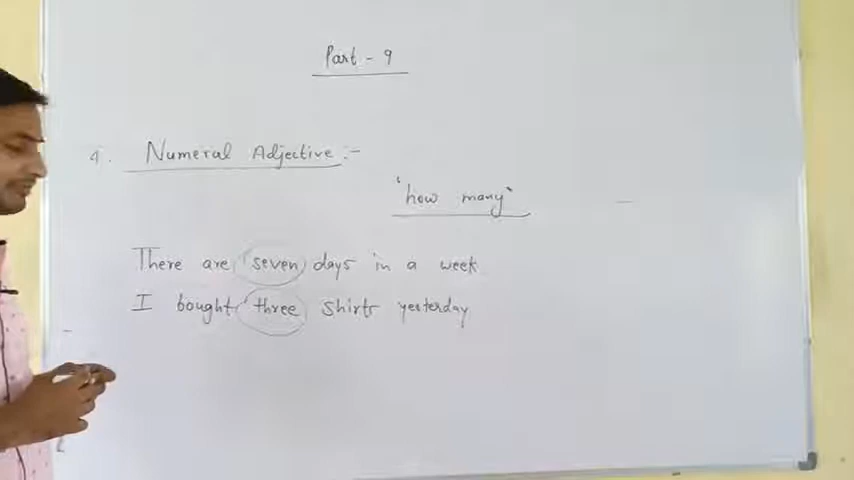 Part - 9
4. Numeral Adjective :-
'how many"
There are seven days in a week
I bought three shirts yesterday